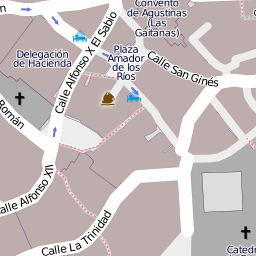 Convento
de Agustinas
(Las
Gaitanas)
Delegación
de Hacienda
Calle Alfonso X El Sabio
Plaza
Amador
de los
Ríos
Calle San Ginés
Román
Calle Alfonso XII
Calle La Trinidad